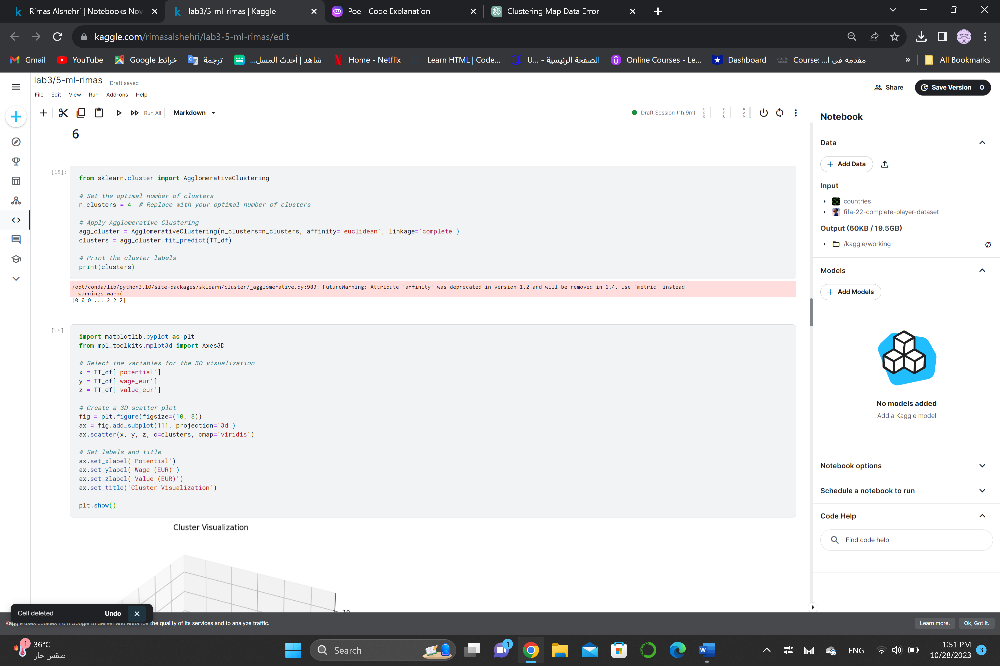 Rimas Alshehri | Notebooks Nov
lab3/5-ml-rimas | Kaggle
Poe - Code Explanation
Clustering Map Data Error
kaggle.com/rimasalshehri/lab3-5-ml-rimas/edit
Gmail
YouTube
خرائط Google
ترجمة
شاهد | أحدث المسل...
Home - Netflix
Learn HTML | Code...
الصفحة الرئيسية - U...
Online Courses - Le...
Dashboard
Course: مقدمه فى ا...
»
All Bookmarks
lab3/5-ml-rimas
Draft saved
File Edit View Run Add-ons Help
Share
Save Version 0
Run All
Markdown
Draft Session (1h:9m)
HDD
CPU
RAM
6
[15]:
from sklearn.cluster import AgglomerativeClustering
# Set the optimal number of clusters
n_clusters = 4  # Replace with your optimal number of clusters
# Apply Agglomerative Clustering
agg_cluster = AgglomerativeClustering(n_clusters=n_clusters, affinity='euclidean', linkage='complete')
clusters = agg_cluster.fit_predict(TT_df)
# Print the cluster labels
print(clusters)
/opt/conda/lib/python3.10/site-packages/sklearn/cluster/_agglomerative.py:983: FutureWarning: Attribute `affinity` was deprecated in version 1.2 and will be removed in 1.4. Use `metric` instead
warnings.warn(
[0 0 0 ... 2 2 2]
[16]:
import matplotlib.pyplot as plt
from mpl_toolkits.mplot3d import Axes3D
# Select the variables for the 3D visualization
x = TT_df['potential']
y = TT_df['wage_eur']
z = TT_df['value_eur']
# Create a 3D scatter plot
fig = plt.figure(figsize=(10, 8))
ax = fig.add_subplot(111, projection='3d')
ax.scatter(x, y, z, c=clusters, cmap='viridis')
# Set labels and title
ax.set_xlabel('Potential')
ax.set_ylabel('Wage (EUR)')
ax.set_zlabel('Value (EUR)')
ax.set_title('Cluster Visualization')
plt.show()
Cluster Visualization
10
Notebook
Data
Add Data
Input
countries
fifa-22-complete-player-dataset
Output (60KB / 19.5GB)
/kaggle/working
Models
Add Models
No models added
Add a Kaggle model
Notebook options
Schedule a notebook to run
Code Help
Find code help
Cell deleted
Undo
Kaggle uses cookies from Google to deliver and enhance the quality of its services and to analyze traffic.
Learn more.
Ok, Got it.
1
36°C
طقس حار
Search
1
ENG
1:51 PM
10/28/2023
3